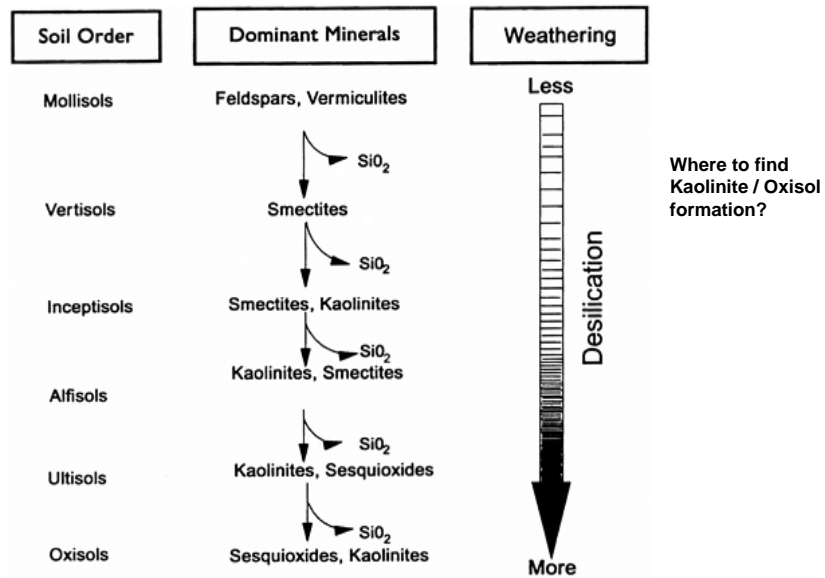 Soil Order
Dominant Minerals
Weathering
Less
Mollisols
Feldspars, Vermiculites
SiO2
Where to find
Kaolinite / Oxisol
formation?
Vertisols
Smectites
SiO2
Desilication
Inceptisols
Smectites, Kaolinites
SiO2
Kaolinites, Smectites
Alfisols
SiO2
Ultisols
Kaolinites, Sesquioxides
SiO2
Oxisols
Sesquioxides, Kaolinites
More